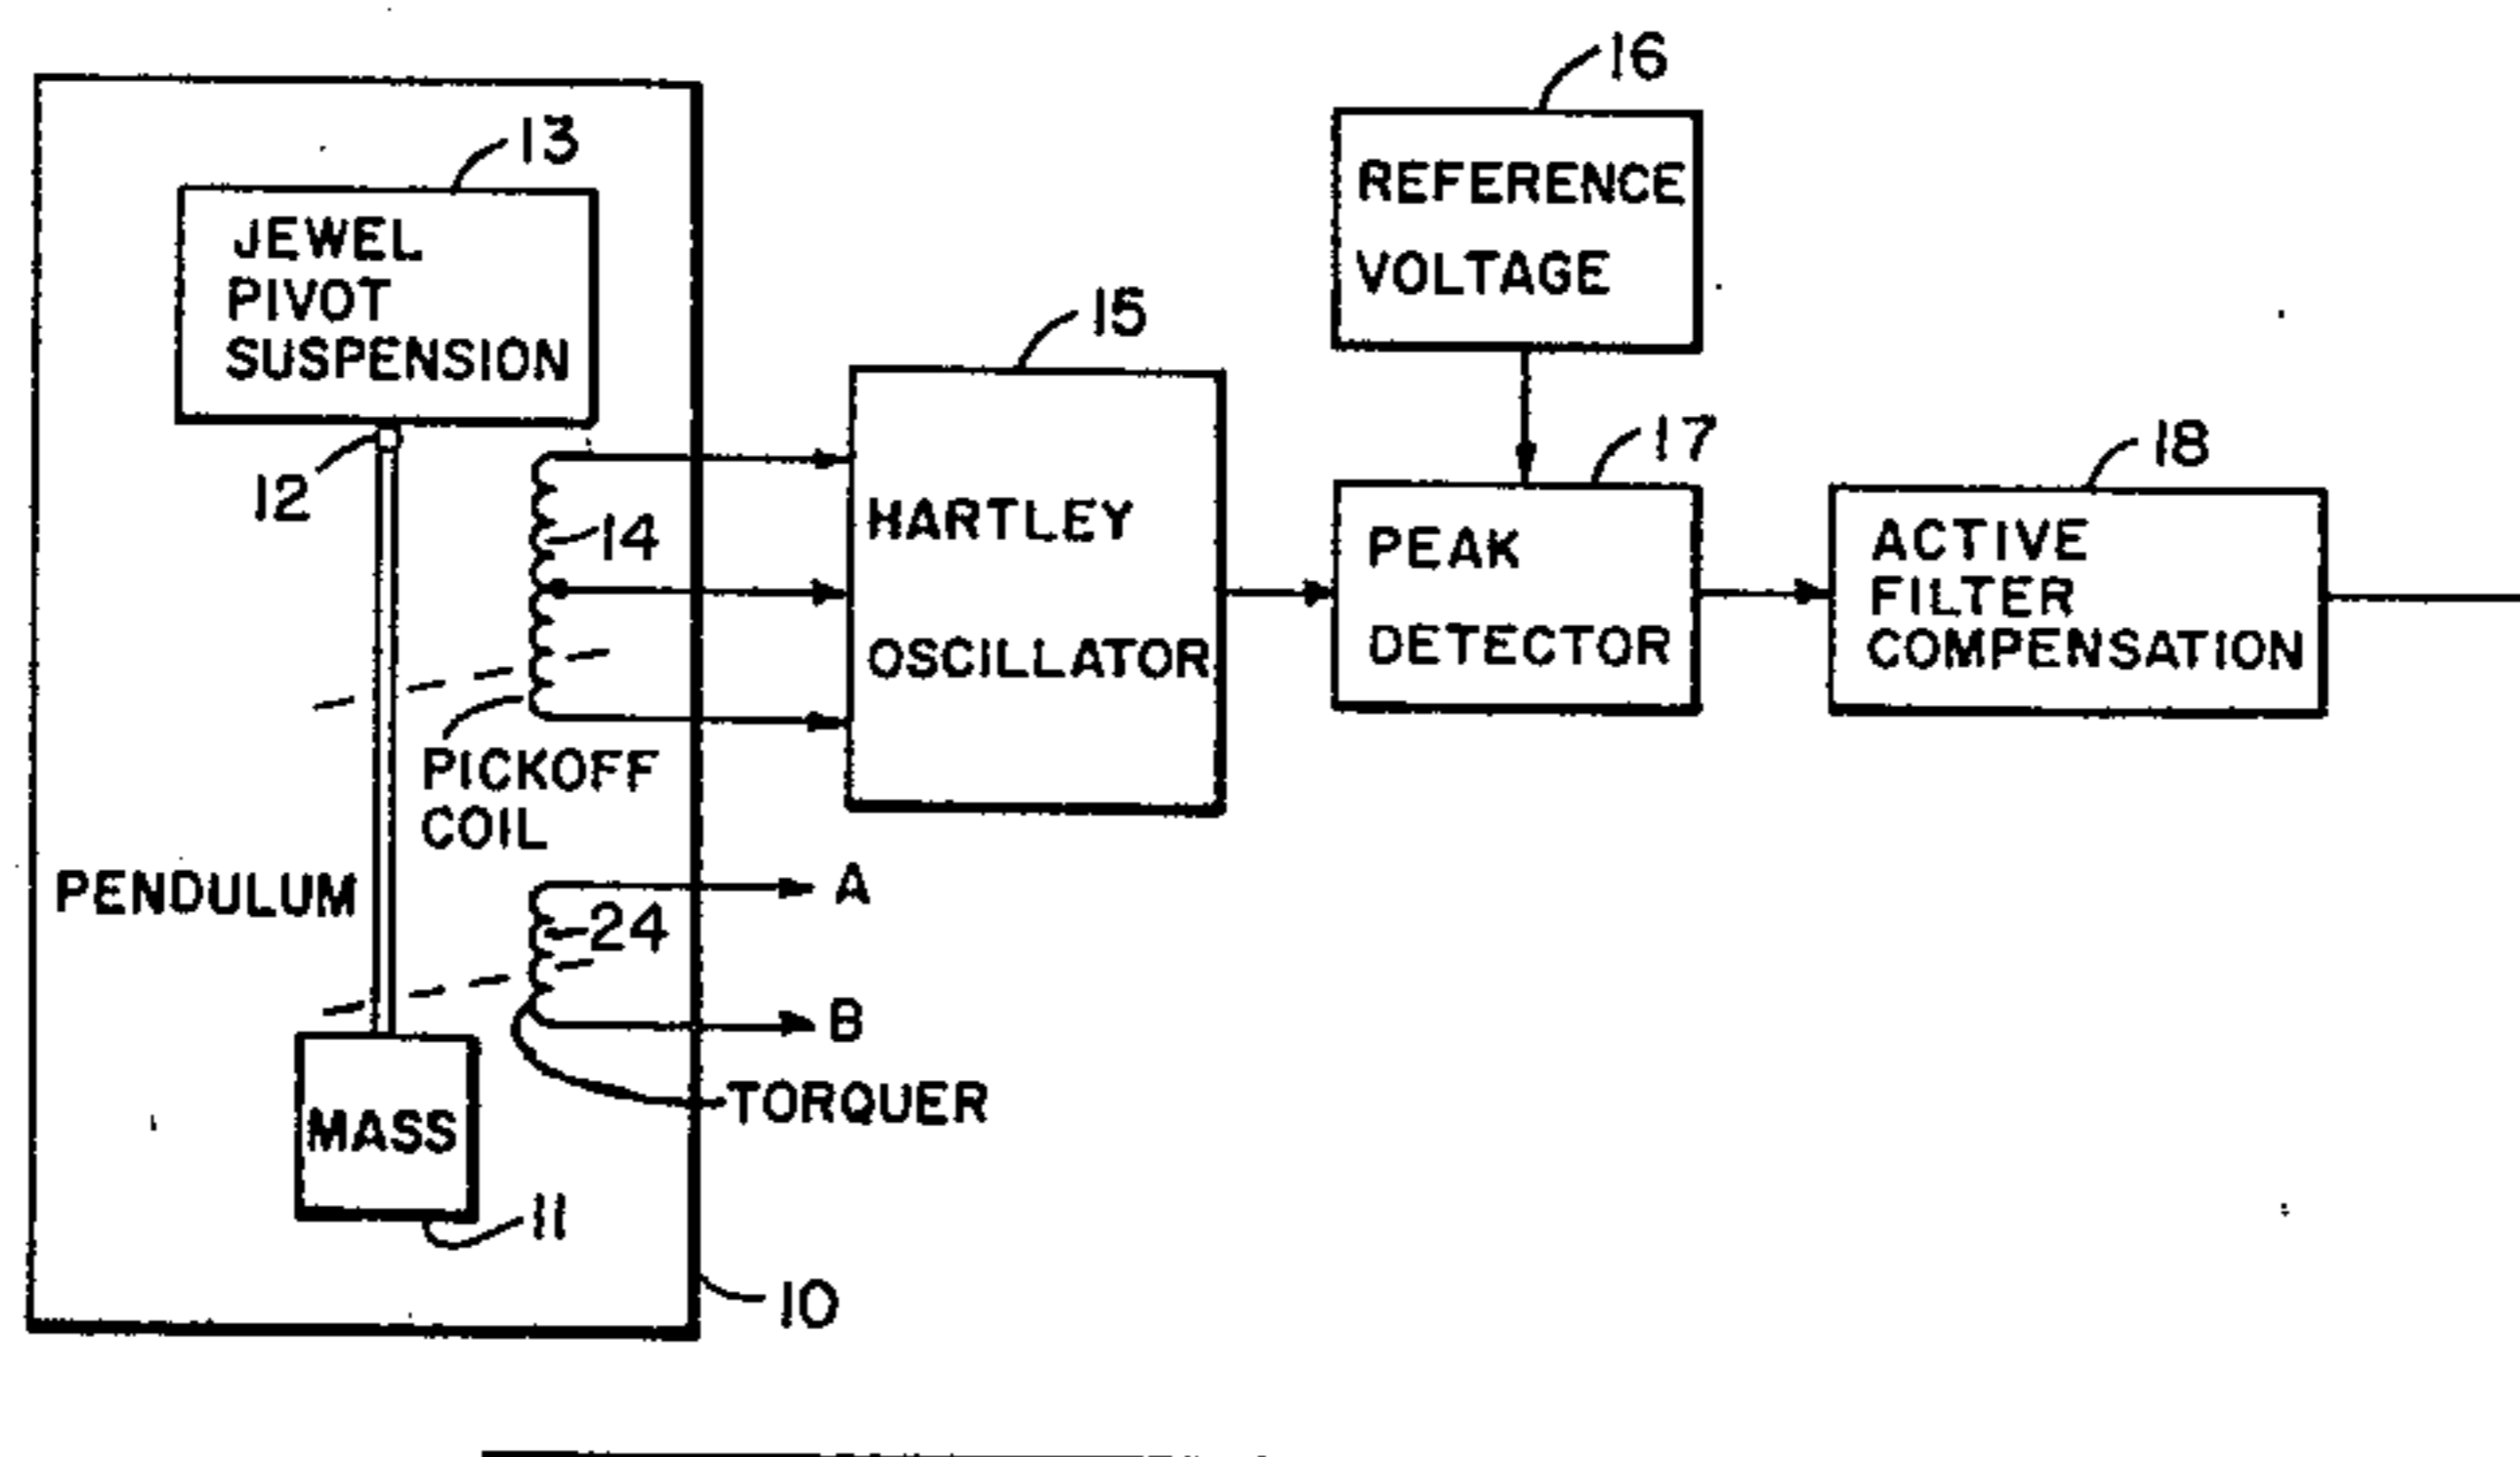 13
JEWEL
PIVOT
SUSPENSION
12
14
PICKOFF
COIL
PENDULUM
24
A
B
TORQUER
MASS
11
10
15
HARTLEY
OSCILLATOR
16
REFERENCE
VOLTAGE
17
PEAK
DETECTOR
18
ACTIVE
FILTER
COMPENSATION